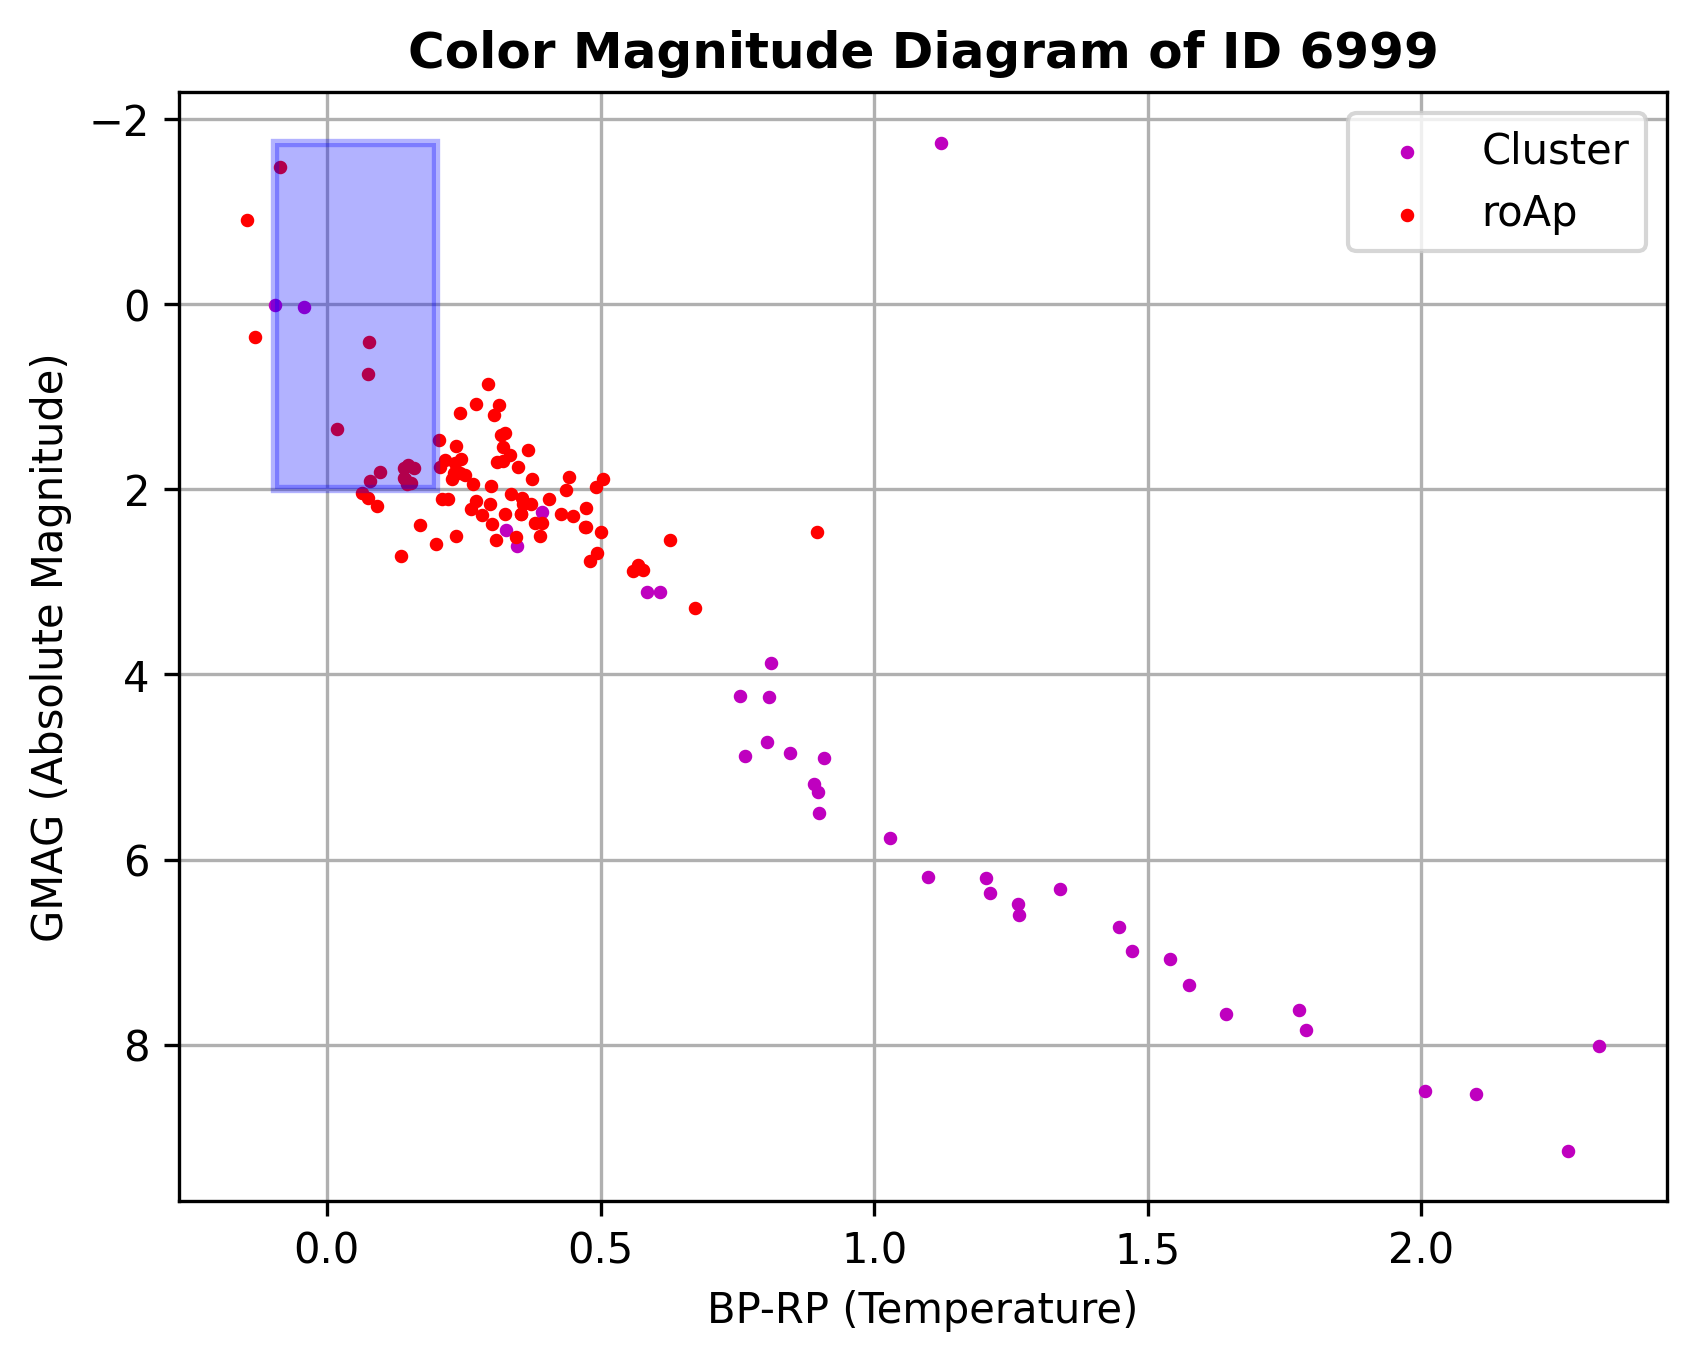 Color Magnitude Diagram of ID 6999
Cluster
roAp
GMAG (Absolute Magnitude)
−2
0
2
4
6
8
0.0 0.5 1.0 1.5 2.0
BP-RP (Temperature)